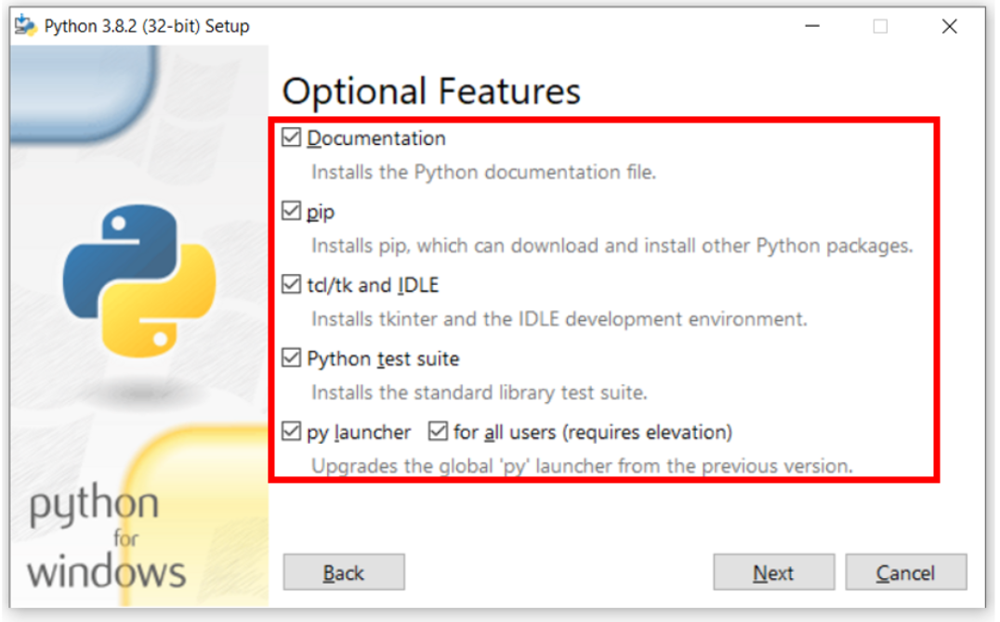 Python 3.8.2 (32-bit) Setup
Optional Features
Documentation
Installs the Python documentation file.
pip
Installs pip, which can download and install other Python packages.
tcl/tk and IDLE
Installs tkinter and the IDLE development environment.
Python test suite
Installs the standard library test suite.
py launcher for all users (requires elevation)
Upgrades the global 'py' launcher from the previous version.
python
for
windows
Back Next Cancel